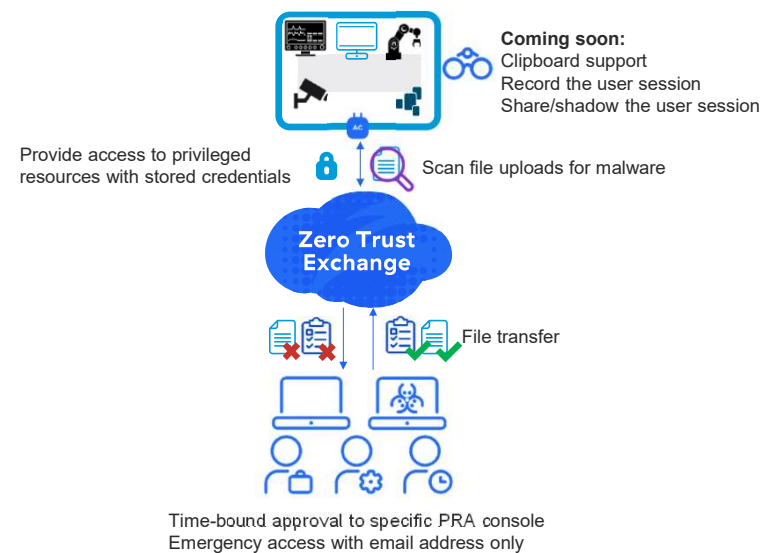 Coming soon:
Clipboard support
Record the user session
Share/shadow the user session
AC
Provide access to privileged
resources with stored credentials
Scan file uploads for malware
Zero Trust
Exchange
File transfer
Time-bound approval to specific PRA console
Emergency access with email address only